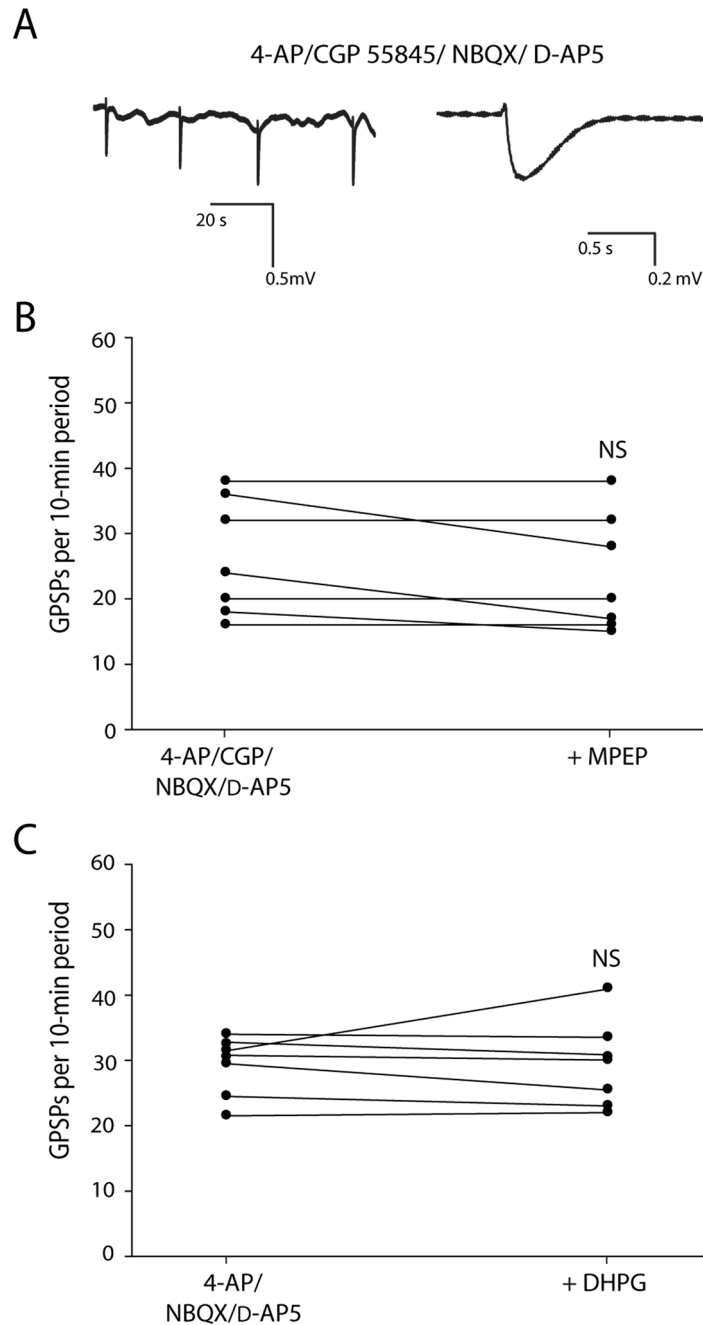 A
4-AP/CGP 55845/ NBQX/ D-AP5
20 s
0.5mV
0.5 s
0.2 mV
B
GPSPs per 10-min period
60
50
40
30
20
10
0
NS
4-AP/CGP/
NBQX/D-AP5
+ MPEP
C
GPSPs per 10-min period
60
50
40
30
20
10
0
NS
4-AP/
NBQX/D-AP5
+ DHPG